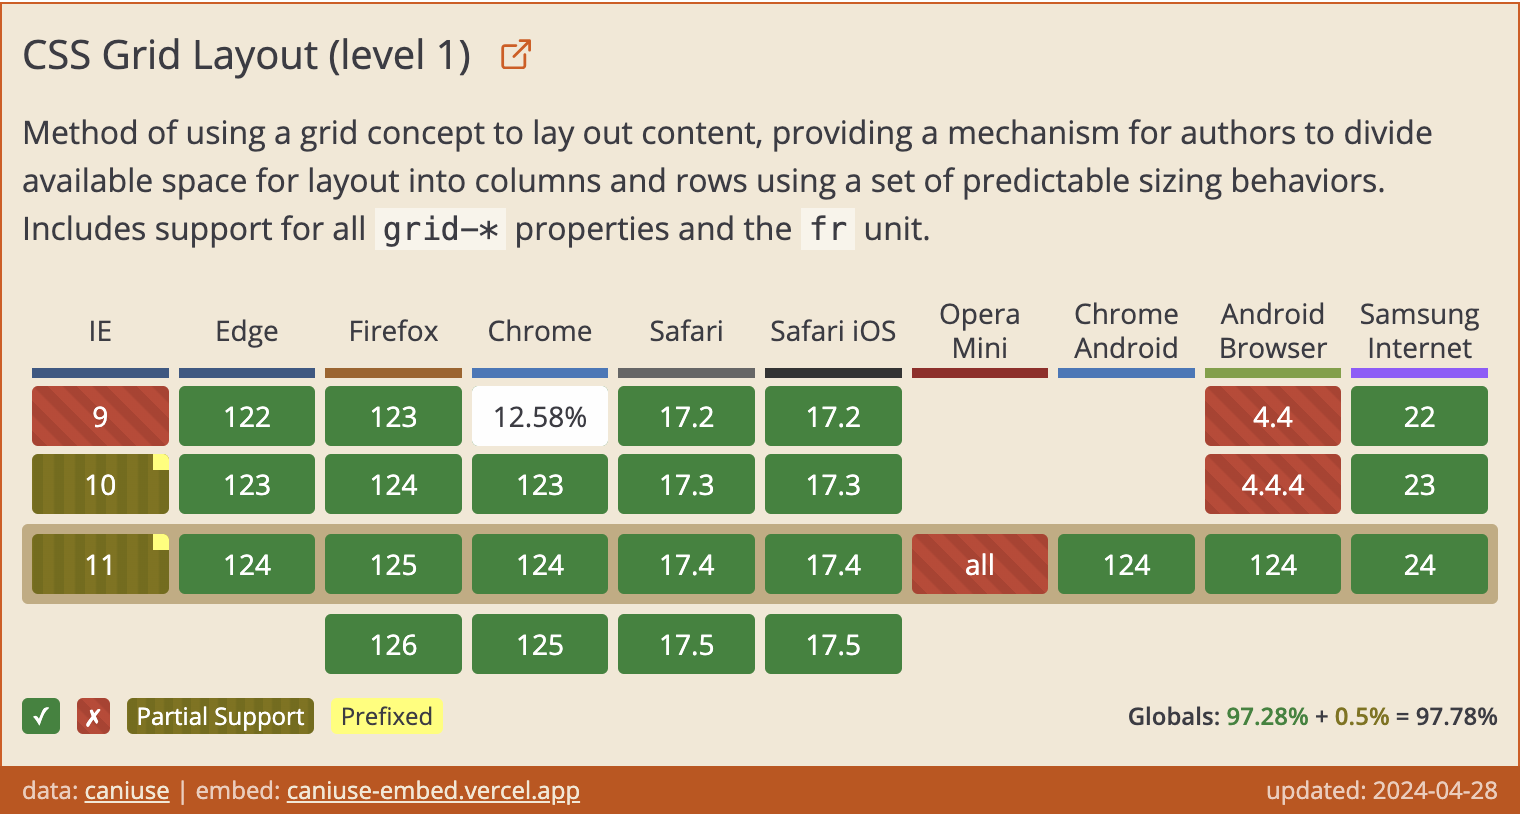 CSS Grid Layout (level 1)
Method of using a grid concept to lay out content, providing a mechanism for authors to divide
available space for layout into columns and rows using a set of predictable sizing behaviors.
Includes support for all grid-* properties and the fr unit.
IE Edge Firefox Chrome Safari Safari iOS Opera Mini Chrome Android Android Browser Samsung Internet
9 122 123 12.58% 17.2 17.2 4.4 22
10 123 124 123 17.3 17.3 4.4.4 23
11 124 125 124 17.4 17.4 all 124 124 24
126 125 17.5 17.5
✓ ✗ Partial Support Prefixed Globals: 97.28% + 0.5% = 97.78%
data: caniuse | embed: caniuse-embed.vercel.app updated: 2024-04-28